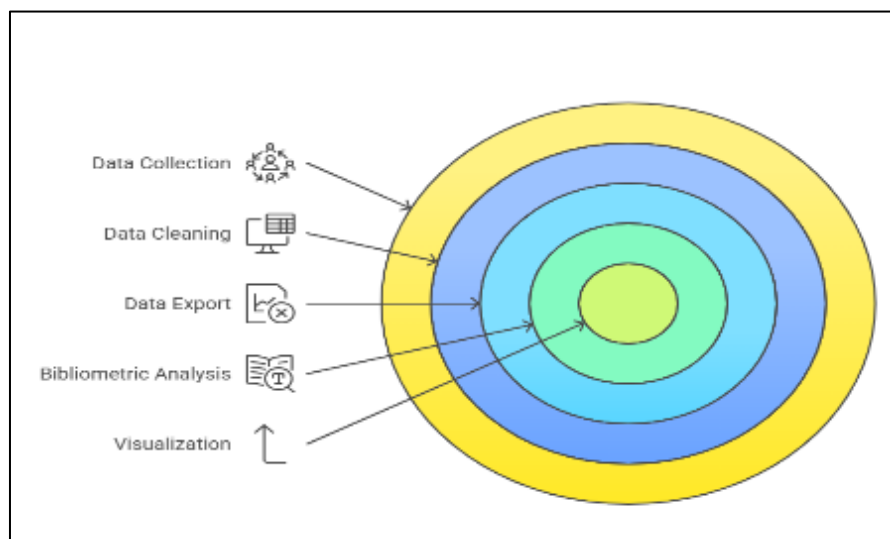 Data Collection
Data Cleaning
Data Export
Bibliometric Analysis
Visualization